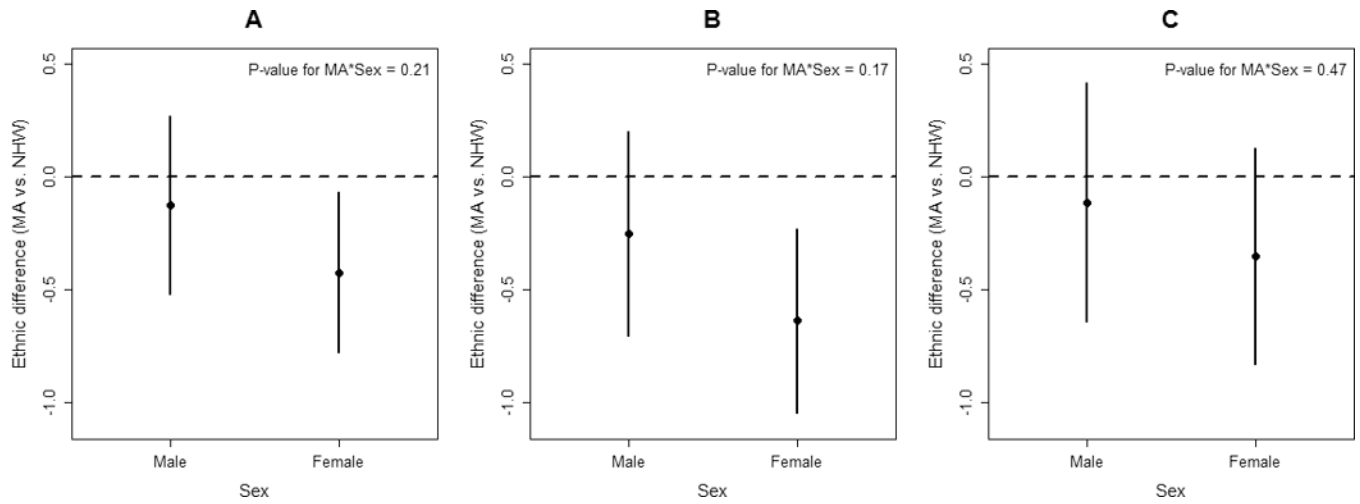 A
P-value for MA*Sex = 0.21
Ethnic difference (MA vs. NHW)
0.5
0.0
-0.5
-1.0
Male
Female
Sex
B
P-value for MA*Sex = 0.17
Ethnic difference (MA vs. NHW)
0.5
0.0
-0.5
-1.0
Male
Female
Sex
C
P-value for MA*Sex = 0.47
Ethnic difference (MA vs. NHW)
0.5
0.0
-0.5
-1.0
Male
Female
Sex